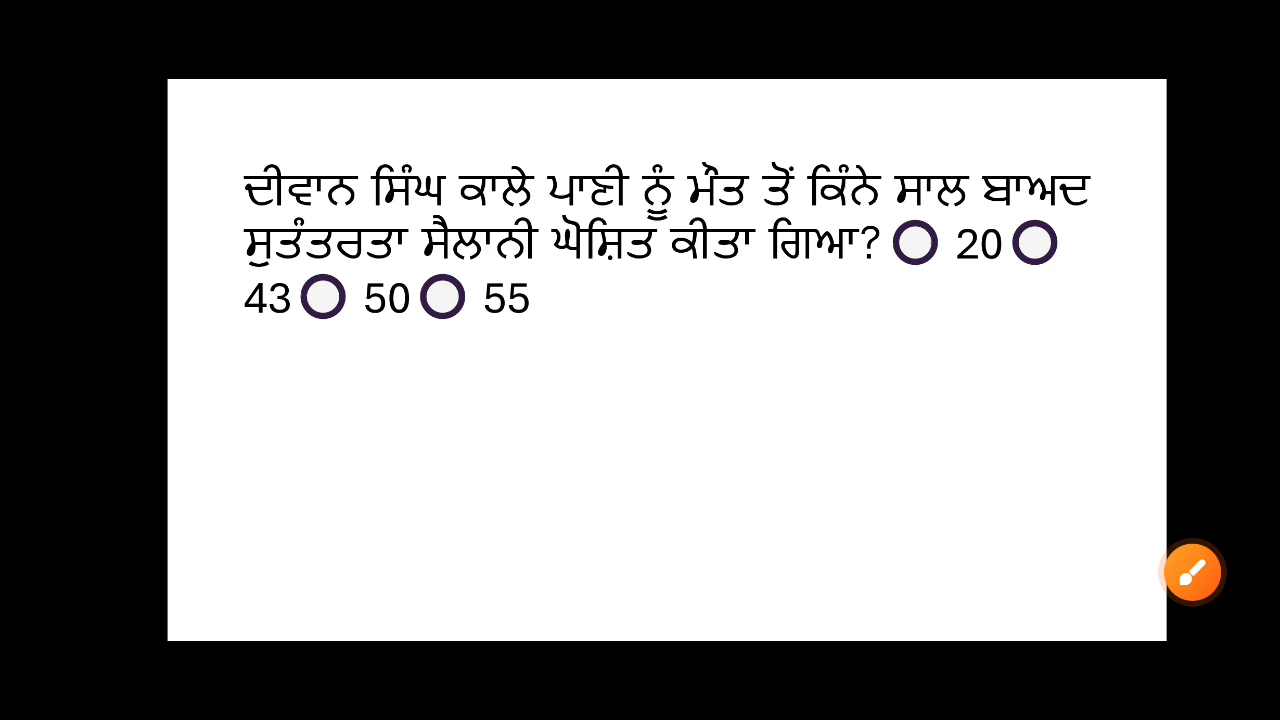 ਦੀਵਾਨ ਸਿੰਘ ਕਾਲੇ ਪਾਣੀ ਨੂੰ ਮੌਤ ਤੋਂ ਕਿੰਨੇ ਸਾਲ ਬਾਅਦ
ਸੁਤੰਤਰਤਾ ਸੈਲਾਨੀ ਘੋਸ਼ਿਤ ਕੀਤਾ ਗਿਆ? 20
43 50 55